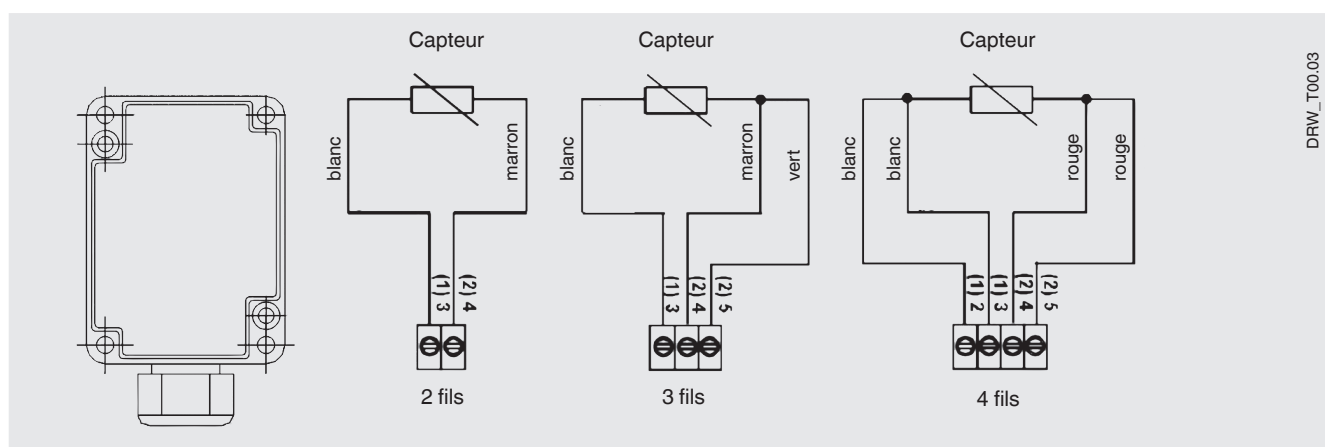 Capteur
blanc
marron
(1) 3
(2) 4
2 fils
Capteur
blanc
marron
vert
(1) 3
(2) 4
(2) 5
3 fils
Capteur
blanc
blanc
rouge
rouge
(1) 2
(1) 3
(2) 4
(2) 5
4 fils
DRW_T00.03